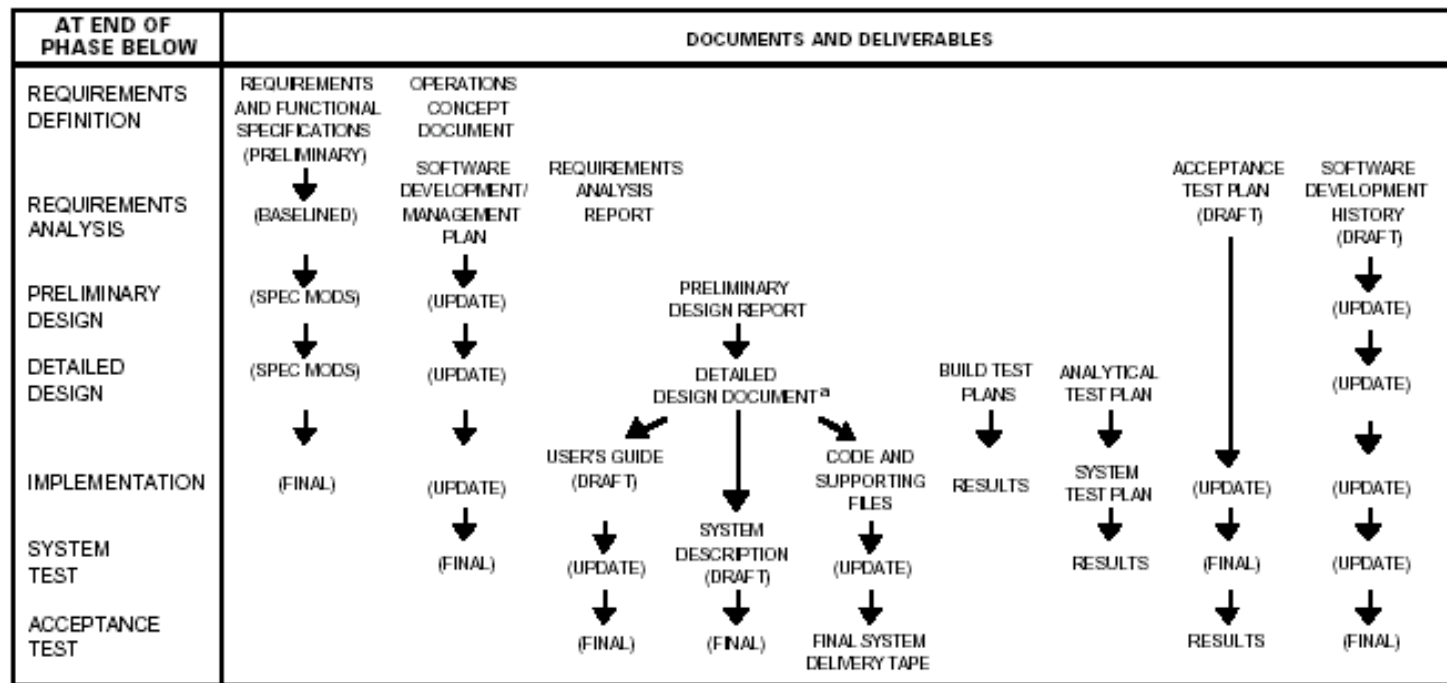 AT END OF
PHASE BELOW
DOCUMENTS AND DELIVERABLES
REQUIREMENTS
DEFINITION
REQUIREMENTS
AND FUNCTIONAL
SPECIFICATIONS
(PRELIMINARY)
OPERATIONS
CONCEPT
DOCUMENT
REQUIREMENTS
ANALYSIS
(BASELINED)
SOFTWARE
DEVELOPMENT/
MANAGEMENT
PLAN
REQUIREMENTS
ANALYSIS
REPORT
ACCEPTANCE
TEST PLAN
(DRAFT)
SOFTWARE
DEVELOPMENT
HISTORY
(DRAFT)
PRELIMINARY
DESIGN
(SPEC MODS)
(UPDATE)
PRELIMINARY
DESIGN REPORT
(UPDATE)
DETAILED
DESIGN
(SPEC MODS)
(UPDATE)
DETAILED
DESIGN DOCUMENT a
BUILD TEST
PLANS
ANALYTICAL
TEST PLAN
(UPDATE)
IMPLEMENTATION
(FINAL)
(UPDATE)
USER'S GUIDE
(DRAFT)
CODE AND
SUPPORTING
FILES
RESULTS
SYSTEM
TEST PLAN
(UPDATE)
(UPDATE)
SYSTEM
TEST
(FINAL)
(UPDATE)
SYSTEM
DESCRIPTION
(DRAFT)
(UPDATE)
RESULTS
(FINAL)
(UPDATE)
ACCEPTANCE
TEST
(FINAL)
(FINAL)
FINAL SYSTEM
DELIVERY TAPE
RESULTS
(FINAL)